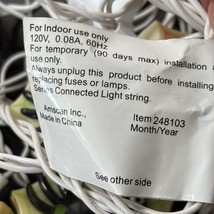 For Indoor use only
120V, 0.08A, 60Hz
For temporary (90 days max) installation a
use only.
Always unplug this product before installing
replacing fuses or lamps.
Series Connected Light string.
Amscan Inc.,
Made in China
Item 248103
Month/Year
See other side